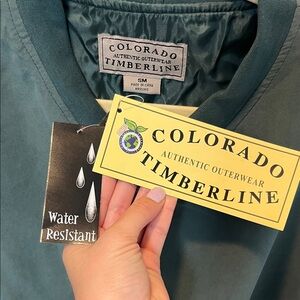 COLORADO
AUTHENTIC OUTERWEAR
TIMBERLINE
SM
COLORADO
AUTHENTIC OUTERWEAR
TIMBERLINE
Water
Resistant